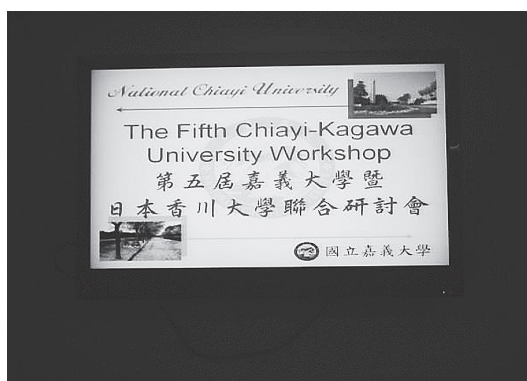 National Chiayi University
The Fifth Chiayi-Kagawa
University Workshop
第五屆嘉義大學暨
日本香川大學聯合研討會
國立嘉義大學